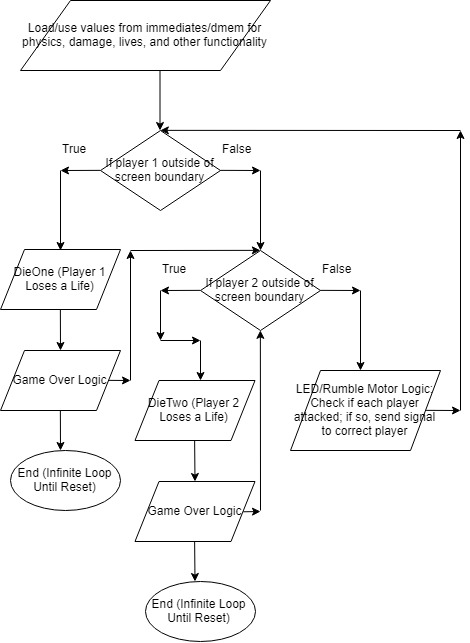 Load/use values from immediates/dmem for
physics, damage, lives, and other functionality
True
False
If player 1 outside of
screen boundary
DieOne (Player 1
Loses a Life)
True
False
If player 2 outside of
screen boundary
Game Over Logic
DieTwo (Player 2
Loses a Life)
LED/Rumble Motor Logic:
Check if each player
attacked; if so, send signal
to correct player
End (Infinite Loop
Until Reset)
Game Over Logic
End (Infinite Loop
Until Reset)